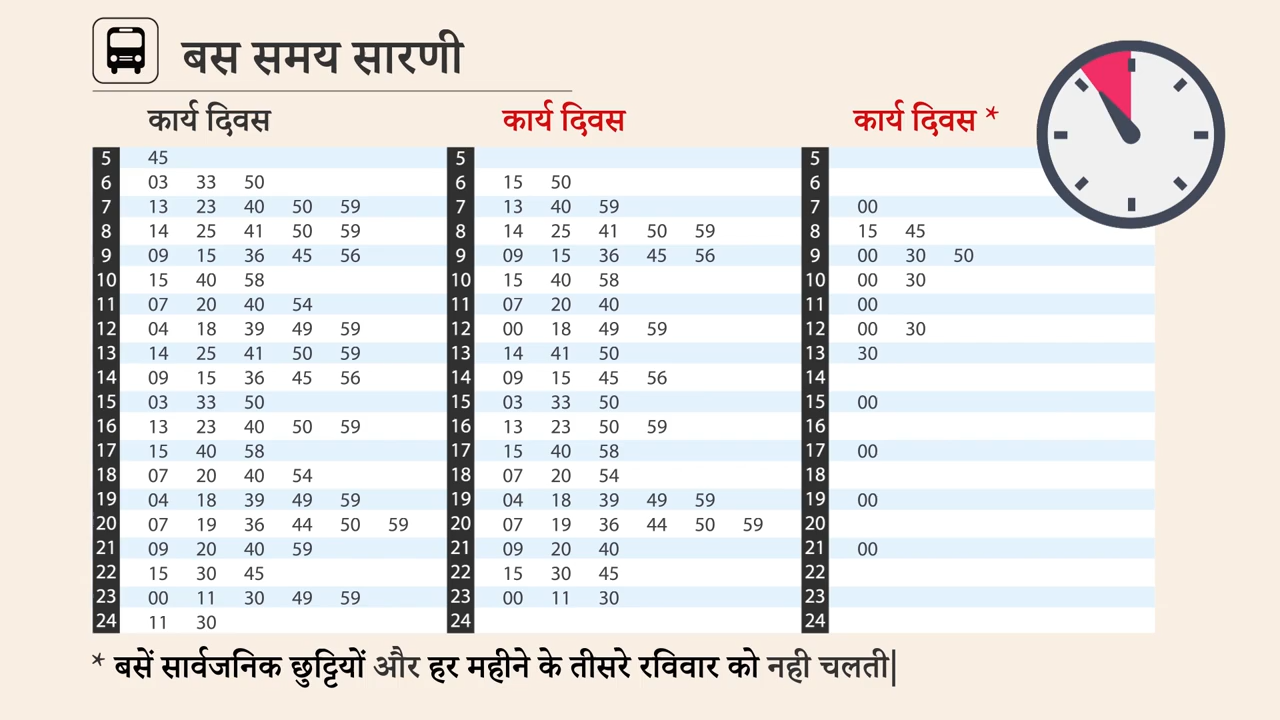 बस समय सारणी
कार्य दिवस कार्य दिवस कार्य दिवस *
5 45 5 5
6 03 33 50 6 15 50 6
7 13 23 40 50 59 7 13 40 59 7 00
8 14 25 41 50 59 8 14 25 41 50 59 8 15 45
9 09 15 36 45 56 9 09 15 36 45 56 9 00 30 50
10 15 40 58 10 15 40 58 10 00 30
11 07 20 40 54 11 07 20 40 11 00
12 04 18 39 49 59 12 00 18 49 59 12 00 30
13 14 25 41 50 59 13 14 41 50 13 30
14 09 15 36 45 56 14 09 15 45 56 14
15 03 33 50 15 03 33 50 15 00
16 13 23 40 50 59 16 13 23 50 59 16
17 15 40 58 17 15 40 58 17 00
18 07 20 40 54 18 07 20 54 18
19 04 18 39 49 59 19 04 18 39 49 59 19 00
20 07 19 36 44 50 59 20 07 19 36 44 50 59 20
21 09 20 40 59 21 09 20 40 21 00
22 15 30 45 22 15 30 45 22
23 00 11 30 49 59 23 00 11 30 23
24 11 30 24 24
* बसें सार्वजनिक छुट्टियों और हर महीने के तीसरे रविवार को नही चलती|